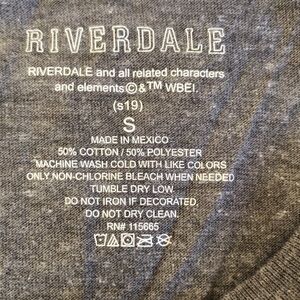 RIVERDALE
RIVERDALE and all related characters
and elements©&™ WBEI.
(s19)
S
MADE IN MEXICO
50% COTTON / 50% POLYESTER
MACHINE WASH COLD WITH LIKE COLORS
ONLY NON-CHLORINE BLEACH WHEN NEEDED
TUMBLE DRY LOW.
DO NOT IRON IF DECORATED.
DO NOT DRY CLEAN.
RN# 115665